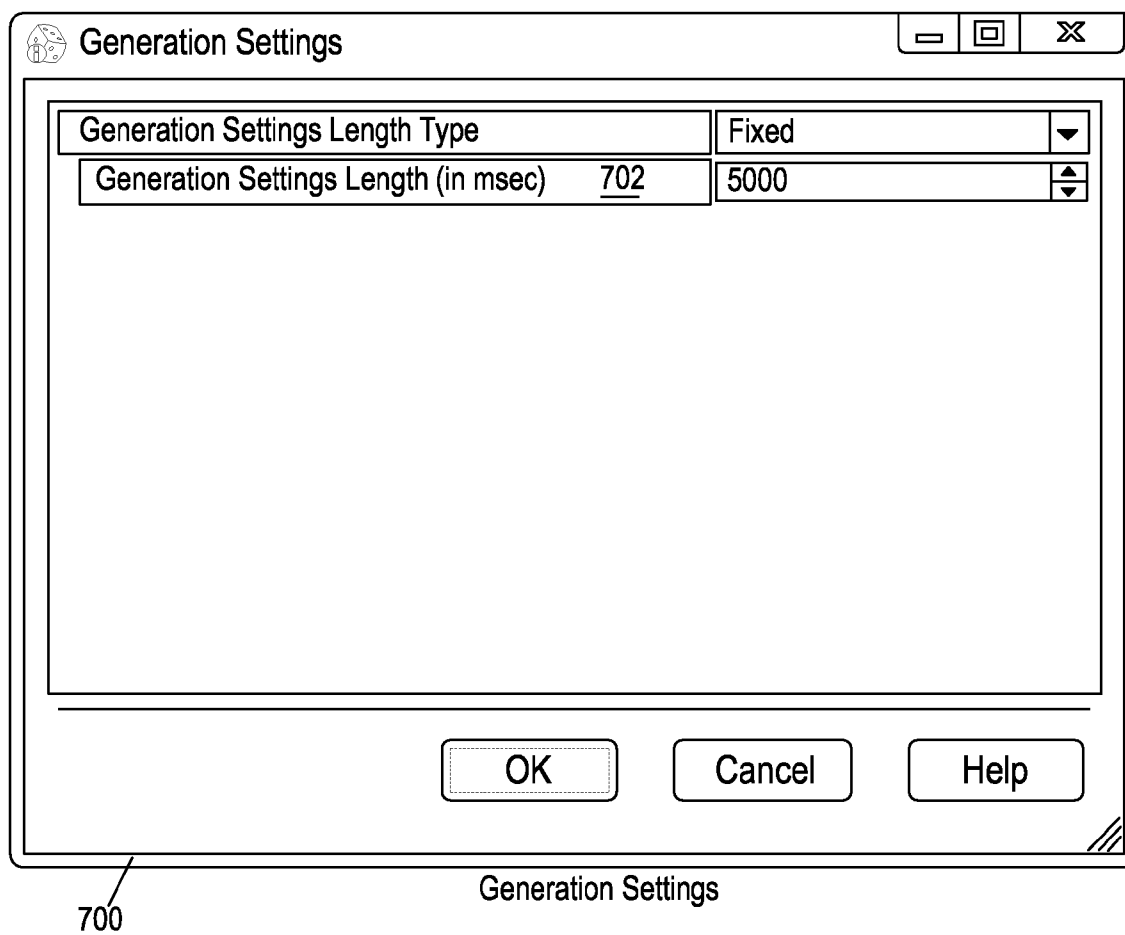 Generation Settings
Generation Settings Length Type Fixed
Generation Settings Length (in msec) 702 5000
OK Cancel Help
Generation Settings
700